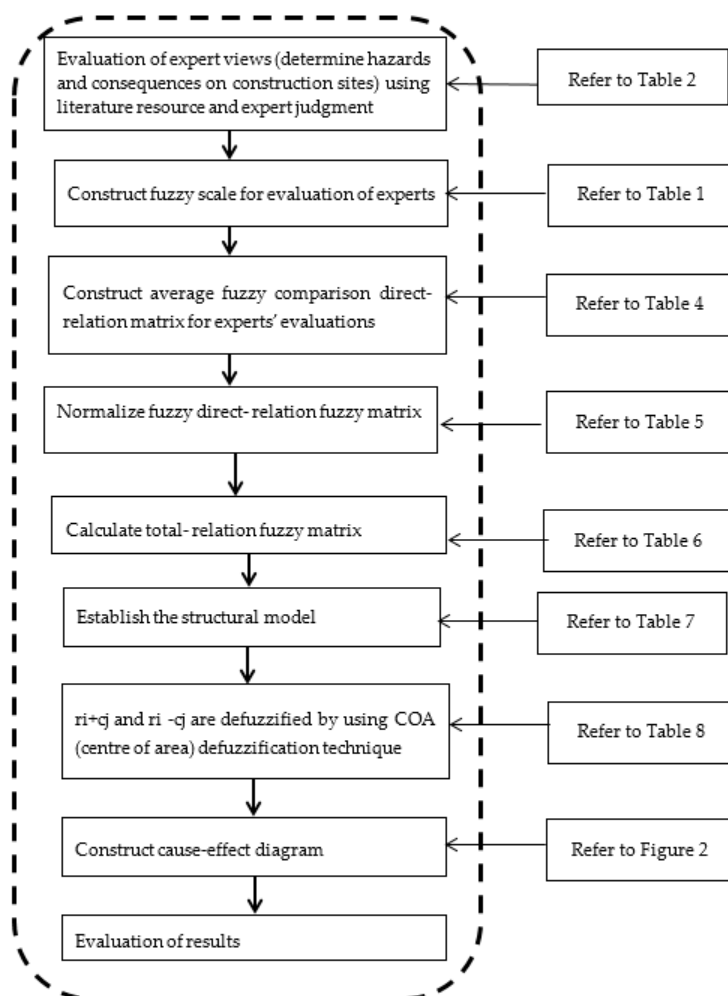 Evaluation of expert views (determine hazards
and consequences on construction sites) using
literature resource and expert judgment
Refer to Table 2
Construct fuzzy scale for evaluation of experts
Refer to Table 1
Construct average fuzzy comparison direct-
relation matrix for experts' evaluations
Refer to Table 4
Normalize fuzzy direct- relation fuzzy matrix
Refer to Table 5
Calculate total- relation fuzzy matrix
Refer to Table 6
Establish the structural model
Refer to Table 7
ri+cj and ri -cj are defuzzified by using COA
(centre of area) defuzzification technique
Refer to Table 8
Construct cause-effect diagram
Refer to Figure 2
Evaluation of results